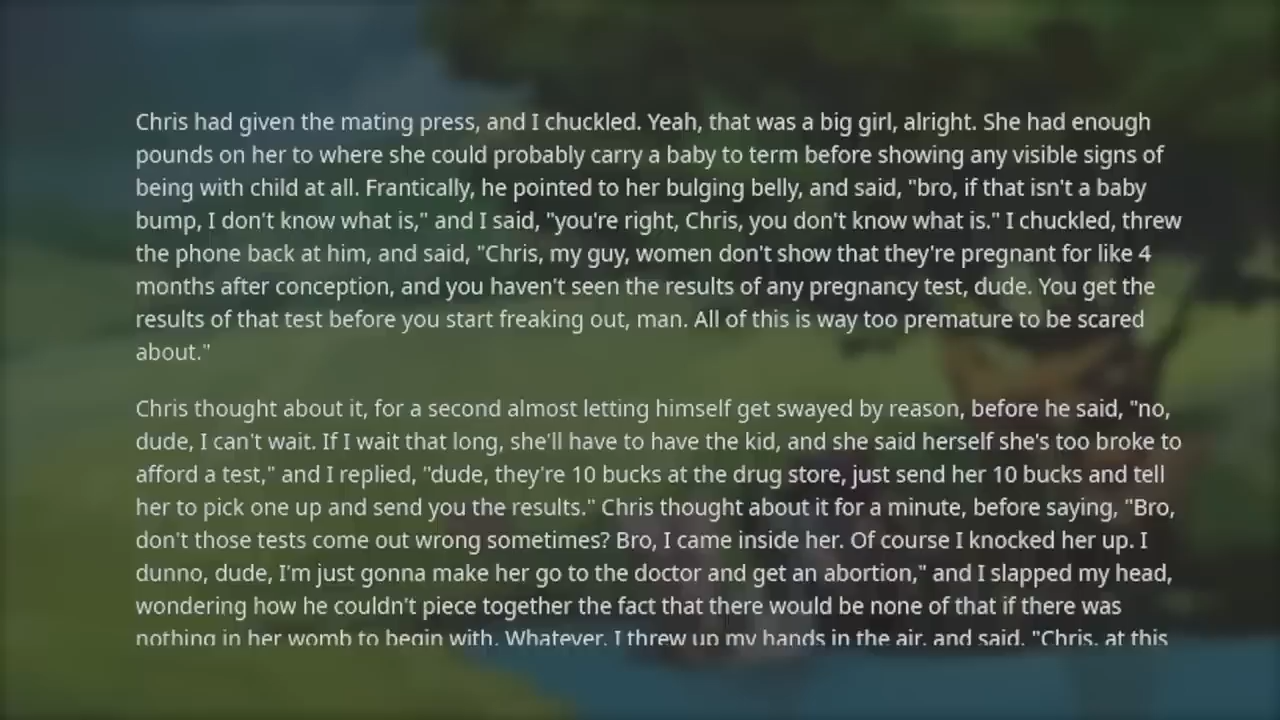 Chris had given the mating press, and I chuckled. Yeah, that was a big girl, alright. She had enough
pounds on her to where she could probably carry a baby to term before showing any visible signs of
being with child at all. Frantically, he pointed to her bulging belly, and said, "bro, if that isn't a baby
bump, I don't know what is," and I said, "you're right, Chris, you don't know what is." I chuckled, threw
the phone back at him, and said, "Chris, my guy, women don't show that they're pregnant for like 4
months after conception, and you haven't seen the results of any pregnancy test, dude. You get the
results of that test before you start freaking out, man. All of this is way too premature to be scared
about."
Chris thought about it, for a second almost letting himself get swayed by reason, before he said, "no,
dude, I can't wait. If I wait that long, she'll have to have the kid, and she said herself she's too broke to
afford a test," and I replied, "dude, they're 10 bucks at the drug store, just send her 10 bucks and tell
her to pick one up and send you the results." Chris thought about it for a minute, before saying, "Bro,
don't those tests come out wrong sometimes? Bro, I came inside her. Of course I knocked her up. I
dunno, dude, I'm just gonna make her go to the doctor and get an abortion," and I slapped my head,
wondering how he couldn't piece together the fact that there would be none of that if there was
nothing in her womb to begin with. Whatever. I threw up my hands in the air, and said, "Chris, at this